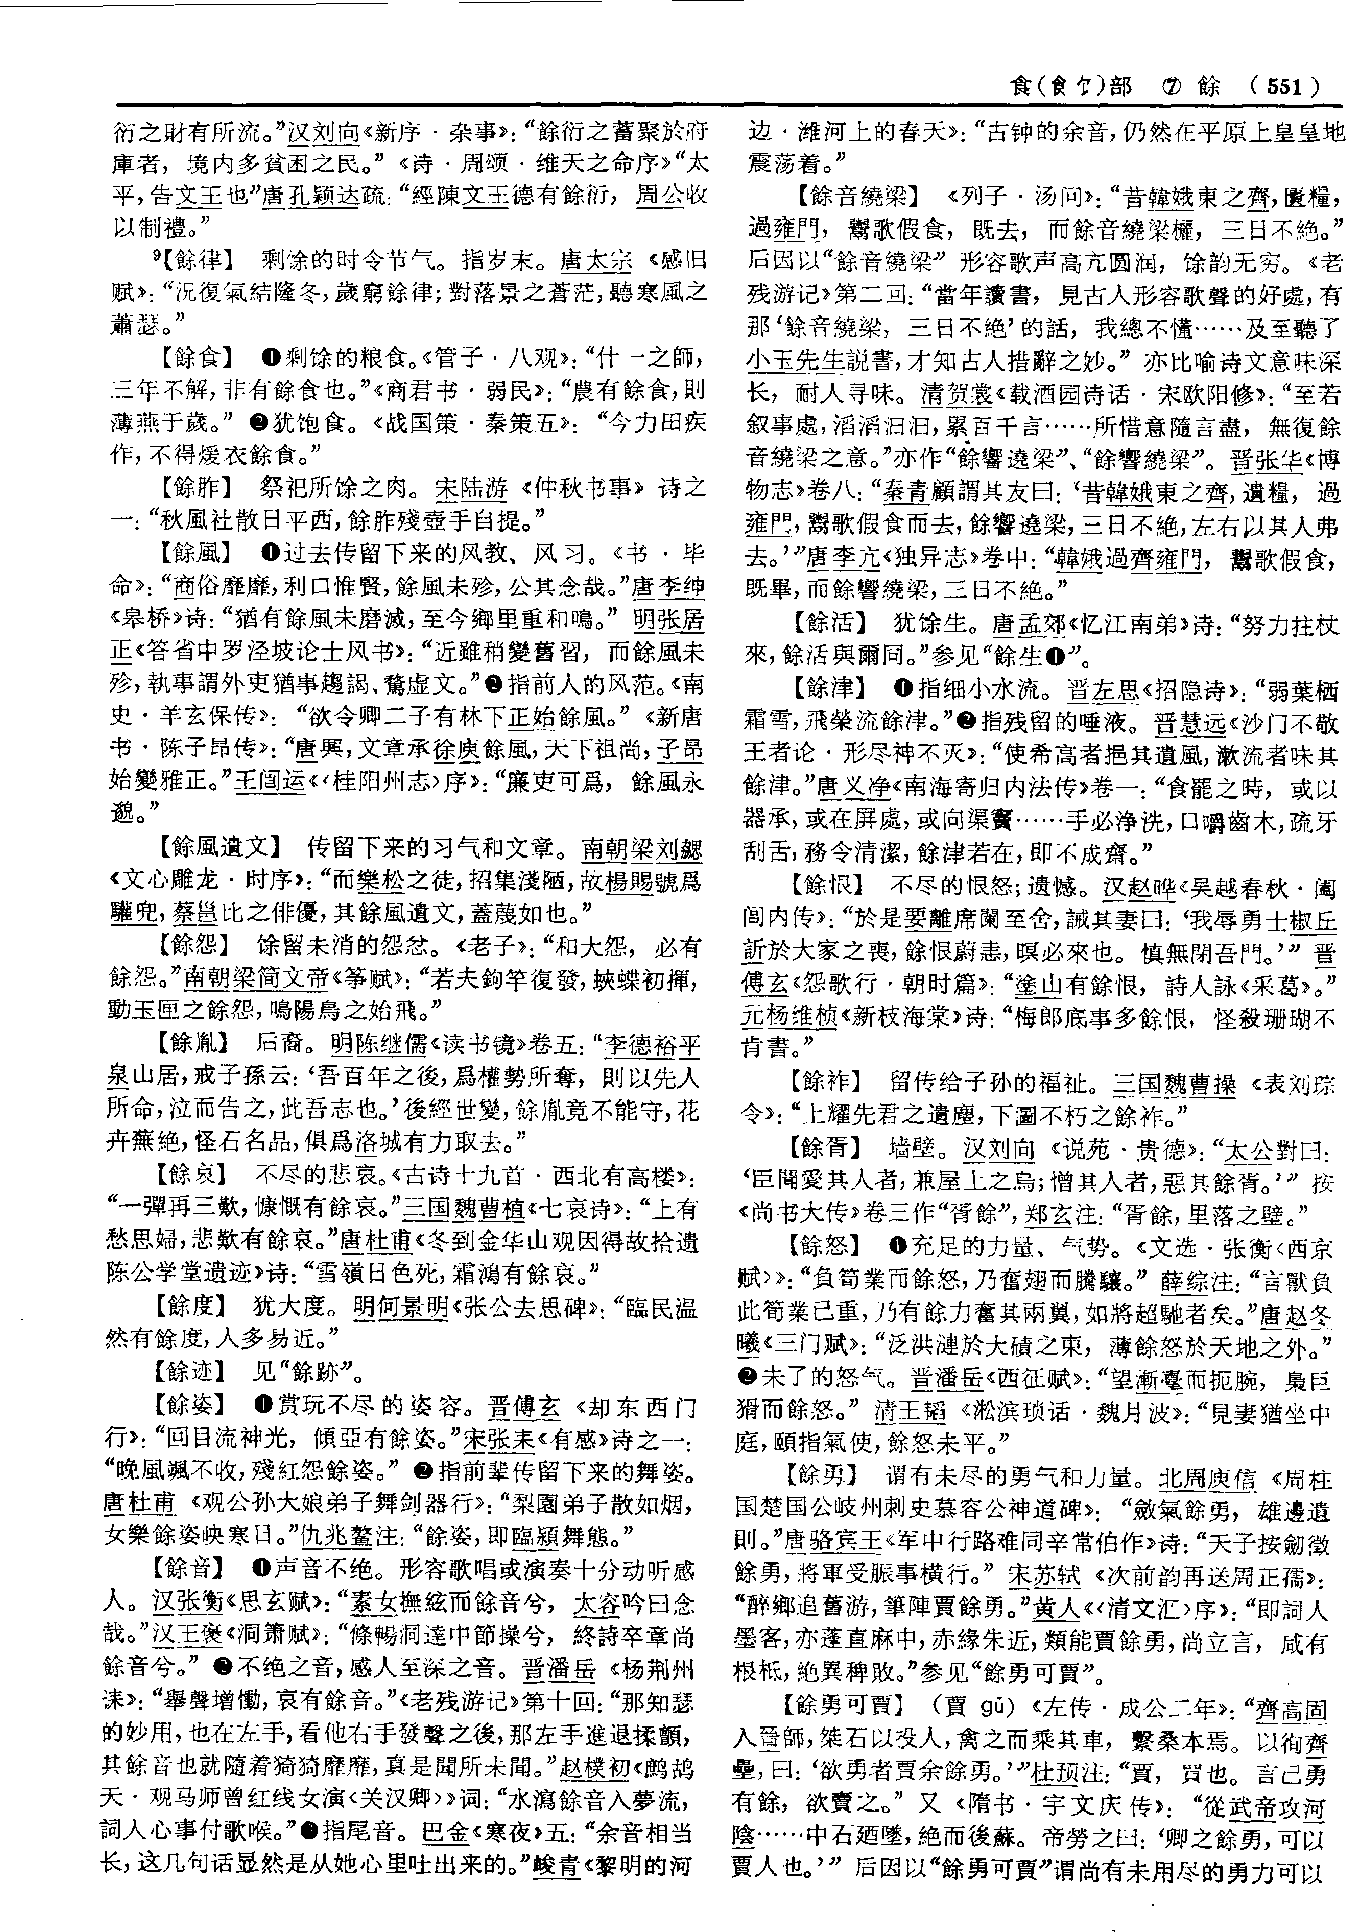 食(飠饣)部　⑦　餘　(551)
衍之財有所流。”汉刘向《新序·杂事》：“餘衍之蓄聚於府
庫者，境内多貧困之民。”《诗·周颂·维天之命序》“太
平，告文王也”唐孔颖达疏：“經陳文王德有餘衍，周公收
以制禮。”
⁹【餘律】　剩馀的时令节气。指岁末。唐太宗《感旧
赋》：“況復氣結隆冬，歲窮餘律；對落景之蒼茫，聽寒風之
蕭瑟。”
【餘食】　❶剩馀的粮食。《管子·八观》：“什一之師，
三年不解，非有餘食也。”《商君书·弱民》：“農有餘食，則
薄燕于歲。”❷犹饱食。《战国策·秦策五》：“今力田疾
作，不得煖衣餘食。”
【餘胙】　祭祀所馀之肉。宋陆游《仲秋书事》诗之
一：“秋風社散日平西，餘胙殘壺手自提。”
【餘風】　❶过去传留下来的风教、风习。《书·毕
命》：“商俗靡靡，利口惟賢，餘風未殄，公其念哉。”唐李绅
《皋桥》诗：“猶有餘風未磨滅，至今鄉里重和鳴。”明张居
正《答省中罗泾坡论士风书》：“近雖稍變舊習，而餘風未
殄，執事謂外吏猶事趨謁、騖虚文。”❷指前人的风范。《南
史·羊玄保传》：“欲令卿二子有林下正始餘風。”《新唐
书·陈子昂传》：“唐興，文章承徐庾餘風，天下祖尚，子昂
始變雅正。”王闿运《〈桂阳州志〉序》：“廉吏可爲，餘風永
邈。”
【餘風遺文】　传留下来的习气和文章。南朝梁刘勰
《文心雕龙·时序》：“而樂松之徒，招集淺陋，故楊賜號爲
驩兜，蔡邕比之俳優，其餘風遺文，蓋蔑如也。”
【餘怨】　馀留未消的怨忿。《老子》：“和大怨，必有
餘怨。”南朝梁简文帝《筝赋》：“若夫鉤竿復發，蛺蝶初揮，
動玉匣之餘怨，鳴陽鳥之始飛。”
【餘胤】　后裔。明陈继儒《读书镜》卷五：“李德裕平
泉山居，戒子孫云：‘吾百年之後，爲權勢所奪，則以先人
所命，泣而告之，此吾志也。’後經世變，餘胤竟不能守，花
卉蕪絶，怪石名品，俱爲洛城有力取去。”
【餘哀】　不尽的悲哀。《古诗十九首·西北有高楼》：
“一彈再三歎，慷慨有餘哀。”三国魏曹植《七哀诗》：“上有
愁思婦，悲歎有餘哀。”唐杜甫《冬到金华山观因得故拾遗
陈公学堂遗迹》诗：“雪嶺日色死，霜鴻有餘哀。”
【餘度】　犹大度。明何景明《张公去思碑》：“臨民温
然有餘度，人多易近。”
【餘迹】　见“餘跡”。
【餘姿】　❶赏玩不尽的姿容。晋傅玄《却东西门
行》：“回目流神光，傾亞有餘姿。”宋张耒《有感》诗之一：
“晚風颯不收，殘紅怨餘姿。”❷指前辈传留下来的舞姿。
唐杜甫《观公孙大娘弟子舞剑器行》：“梨園弟子散如烟，
女樂餘姿映寒日。”仇兆鳌注：“餘姿，即臨潁舞態。”
【餘音】　❶声音不绝。形容歌唱或演奏十分动听感
人。汉张衡《思玄赋》：“素女撫絃而餘音兮，太容吟曰念
哉。”汉王褒《洞箫赋》：“條暢洞達中節操兮，終詩卒章尚
餘音兮。”❷不绝之音，感人至深之音。晋潘岳《杨荆州
诔》：“舉聲增慟，哀有餘音。”《老残游记》第十回：“那知瑟
的妙用，也在左手，看他右手發聲之後，那左手進退揉顫，
其餘音也就隨着猗猗靡靡，真是聞所未聞。”赵樸初《鹧鸪
天·观马师曾红线女演〈关汉卿〉》词：“水瀉餘音入夢流，
詞人心事付歌喉。”❸指尾音。巴金《寒夜》五：“余音相当
长，这几句话显然是从她心里吐出来的。”峻青《黎明的河
边·潍河上的春天》：“古钟的余音，仍然在平原上皇皇地
震荡着。”
【餘音繞梁】　《列子·汤问》：“昔韓娥東之齊，匱糧，
過雍門，鬻歌假食，既去，而餘音繞梁欐，三日不絶。”
后因以“餘音繞梁”形容歌声高亢圆润，馀韵无穷。《老
残游记》第二回：“當年讀書，見古人形容歌聲的好處，有
那‘餘音繞梁，三日不絶’的話，我總不懂……及至聽了
小玉先生説書，才知古人措辭之妙。”亦比喻诗文意味深
长，耐人寻味。清贺裳《载酒园诗话·宋欧阳修》：“至若
叙事處，滔滔汩汩，累百千言……所惜意隨言盡，無復餘
音繞梁之意。”亦作“餘響遶梁”、“餘響繞梁”。晋张华《博
物志》卷八：“秦青顧謂其友曰：‘昔韓娥東之齊，遺糧，過
雍門，鬻歌假食而去，餘響遶梁，三日不絶，左右以其人弗
去。’”唐李亢《独异志》卷中：“韓娥過齊雍門，鬻歌假食，
既畢，而餘響繞梁，三日不絶。”
【餘活】　犹馀生。唐孟郊《忆江南弟》诗：“努力拄杖
來，餘活與爾同。”参见“餘生❶”。
【餘津】　❶指细小水流。晋左思《招隐诗》：“弱葉栖
霜雪，飛榮流餘津。”❷指残留的唾液。晋慧远《沙门不敬
王者论·形尽神不灭》：“使希高者挹其遺風，漱流者味其
餘津。”唐义净《南海寄归内法传》卷一：“食罷之時，或以
器承，或在屏處，或向渠竇……手必净洗，口嚼齒木，疏牙
刮舌，務令清潔，餘津若在，即不成齋。”
【餘恨】　不尽的恨怨；遗憾。汉赵晔《吴越春秋·阖
闾内传》：“於是要離席闌至舍，誡其妻曰：‘我辱勇士椒丘
訢於大家之喪，餘恨蔚恚，暝必來也。慎無閉吾門。’”晋
傅玄《怨歌行·朝时篇》：“塗山有餘恨，詩人詠《采葛》。”
元杨维桢《新枝海棠》诗：“梅郎底事多餘恨，怪殺珊瑚不
肯書。”
【餘祚】　留传给子孙的福祉。三国魏曹操《表刘琮
令》：“上耀先君之遺塵，下圖不朽之餘祚。”
【餘胥】　墙壁。汉刘向《说苑·贵德》：“太公對曰：
‘臣聞愛其人者，兼屋上之烏；憎其人者，惡其餘胥。’”按
《尚书大传》卷三作“胥餘”，郑玄注：“胥餘，里落之壁。”
【餘怒】　❶充足的力量、气势。《文选·张衡〈西京
赋〉》：“負筍業而餘怒，乃奮翅而騰驤。”薛综注：“言獸負
此筍業已重，乃有餘力奮其兩翼，如將超馳者矣。”唐赵冬
曦《三门赋》：“泛洪漣於大磧之東，薄餘怒於天地之外。”
❷未了的怒气。晋潘岳《西征赋》：“望漸臺而扼腕，梟巨
猾而餘怒。”清王韬《淞滨琐话·魏月波》：“見妻猶坐中
庭，頤指氣使，餘怒未平。”
【餘勇】　谓有未尽的勇气和力量。北周庾信《周柱
国楚国公岐州刺史慕容公神道碑》：“斂氣餘勇，雄邊遺
則。”唐骆宾王《军中行路难同辛常伯作》诗：“天子按劍徵
餘勇，將軍受脤事横行。”宋苏轼《次前韵再送周正孺》：
“醉鄉追舊游，筆陣賈餘勇。”黄人《〈清文汇〉序》：“即詞人
墨客，亦蓬直麻中，赤緣朱近，類能賈餘勇，尚立言，咸有
根柢，絶異稗敗。”参见“餘勇可賈”。
【餘勇可賈】　（賈 gǔ）《左传·成公二年》：“齊高固
入晉師，桀石以投人，禽之而乘其車，繫桑本焉。以徇齊
壘，曰：‘欲勇者賈余餘勇。’”杜预注：“賈，買也。言己勇
有餘，欲賣之。”又《隋书·宇文庆传》：“從武帝攻河
陰……中石迺墜，絶而後蘇。帝勞之曰：‘卿之餘勇，可以
賈人也。’”后因以“餘勇可賈”谓尚有未用尽的勇力可以